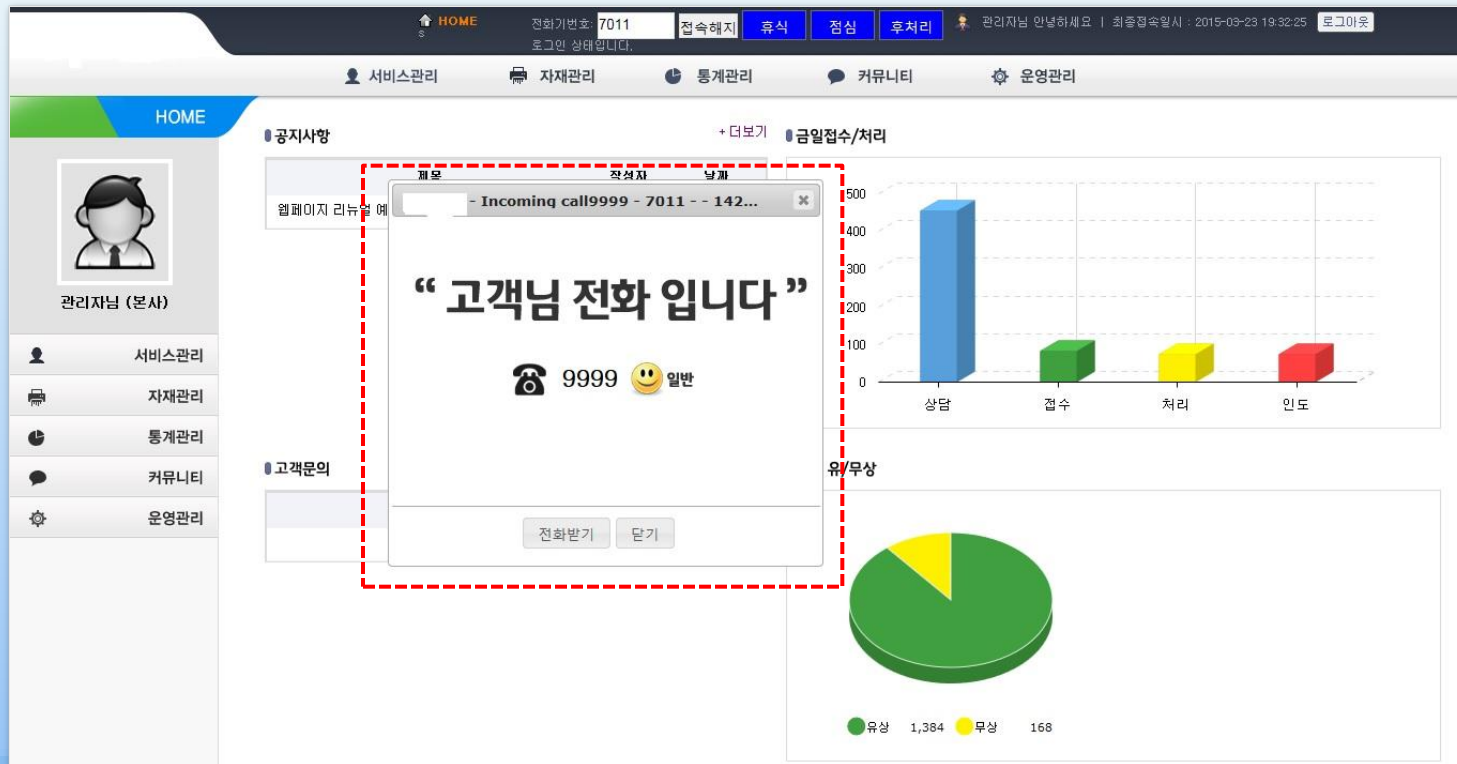 HOME
s
전화기번호: 7011 접속해지 휴식 점심 후처리
로그인 상태입니다.
관리자님 안녕하세요 | 최종접속일시 : 2015-03-23 19:32:25 로그아웃
서비스관리 자재관리 통계관리 커뮤니티 운영관리
HOME
관리자님 (본사)
서비스관리
자재관리
통계관리
커뮤니티
운영관리
공지사항 + 더보기
제목 작성자 날짜
웹페이지 리뉴얼 예
- Incoming call9999 - 7011 - - 142...
“ 고객님 전화 입니다 ”
9999 일반
전화받기 닫기
고객문의
금일접수/처리
500
400
300
200
100
0
상담 접수 처리 인도
유/무상
유상 1,384 무상 168